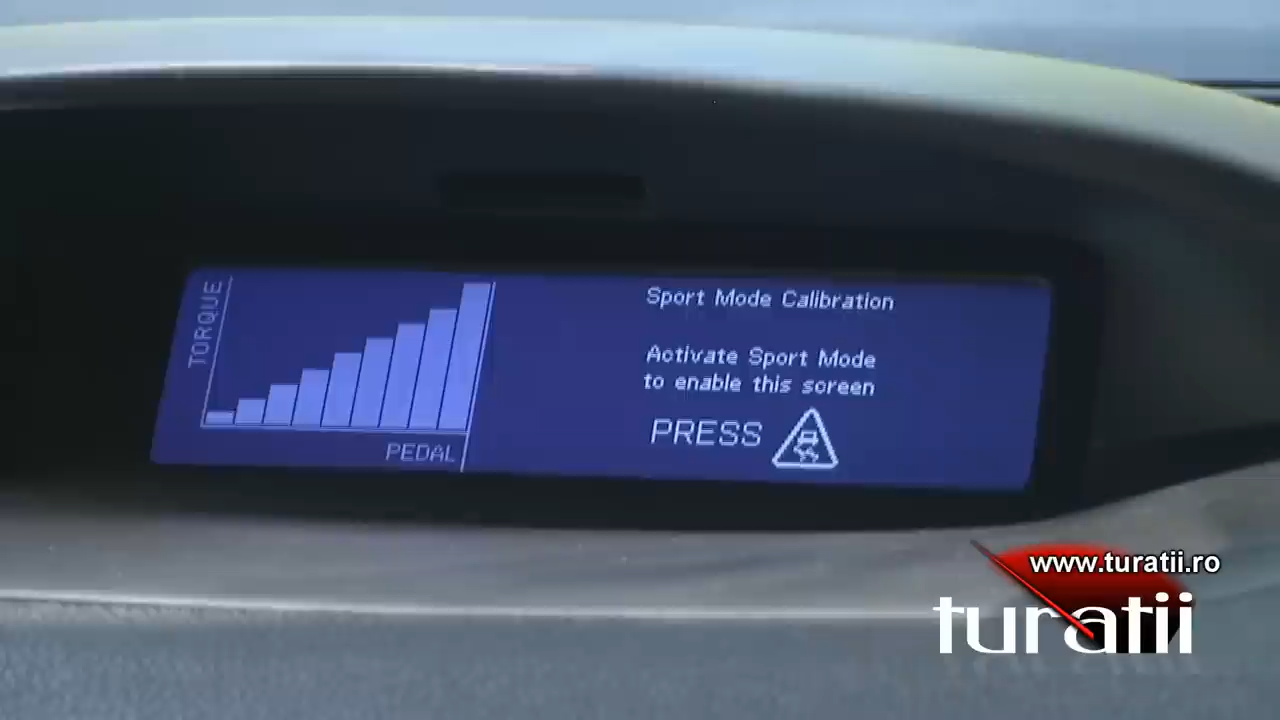 TORQUE
PEDAL
Sport Mode Calibration
Activate Sport Mode
to enable this screen
PRESS
www.turatii.ro
turatii